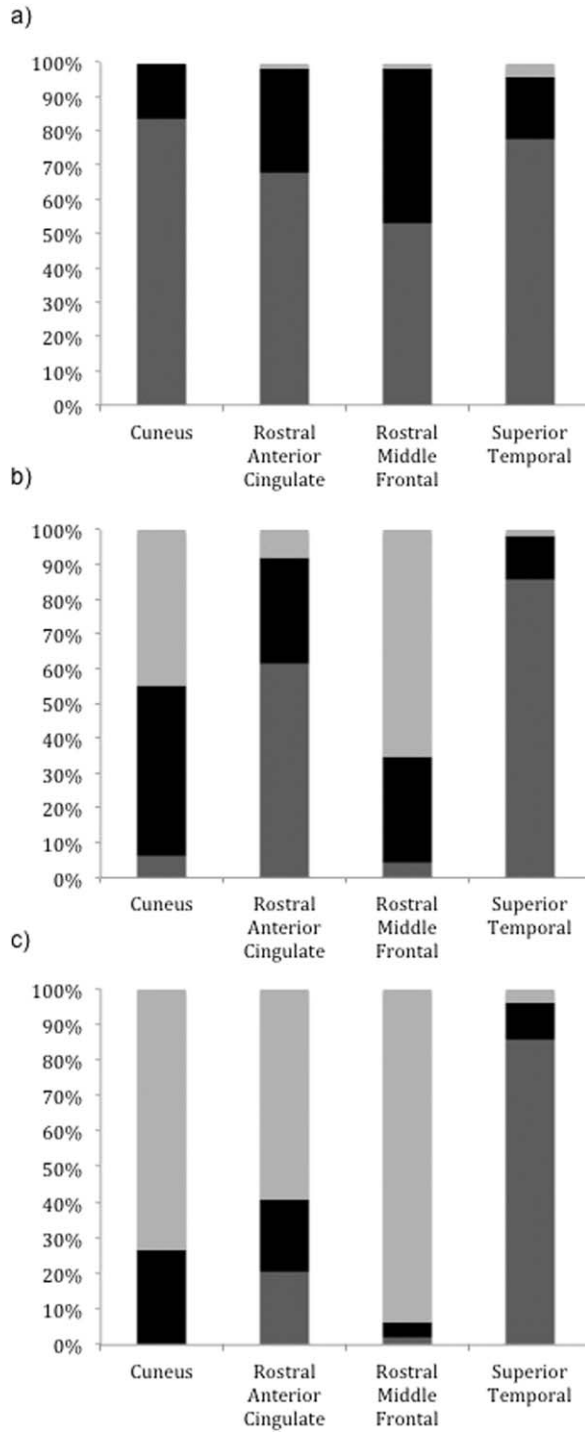 a)
100%
90%
80%
70%
60%
50%
40%
30%
20%
10%
0%
Cuneus
Rostral
Anterior
Cingulate
Rostral
Middle
Frontal
Superior
Temporal
b)
100%
90%
80%
70%
60%
50%
40%
30%
20%
10%
0%
Cuneus
Rostral
Anterior
Cingulate
Rostral
Middle
Frontal
Superior
Temporal
c)
100%
90%
80%
70%
60%
50%
40%
30%
20%
10%
0%
Cuneus
Rostral
Anterior
Cingulate
Rostral
Middle
Frontal
Superior
Temporal